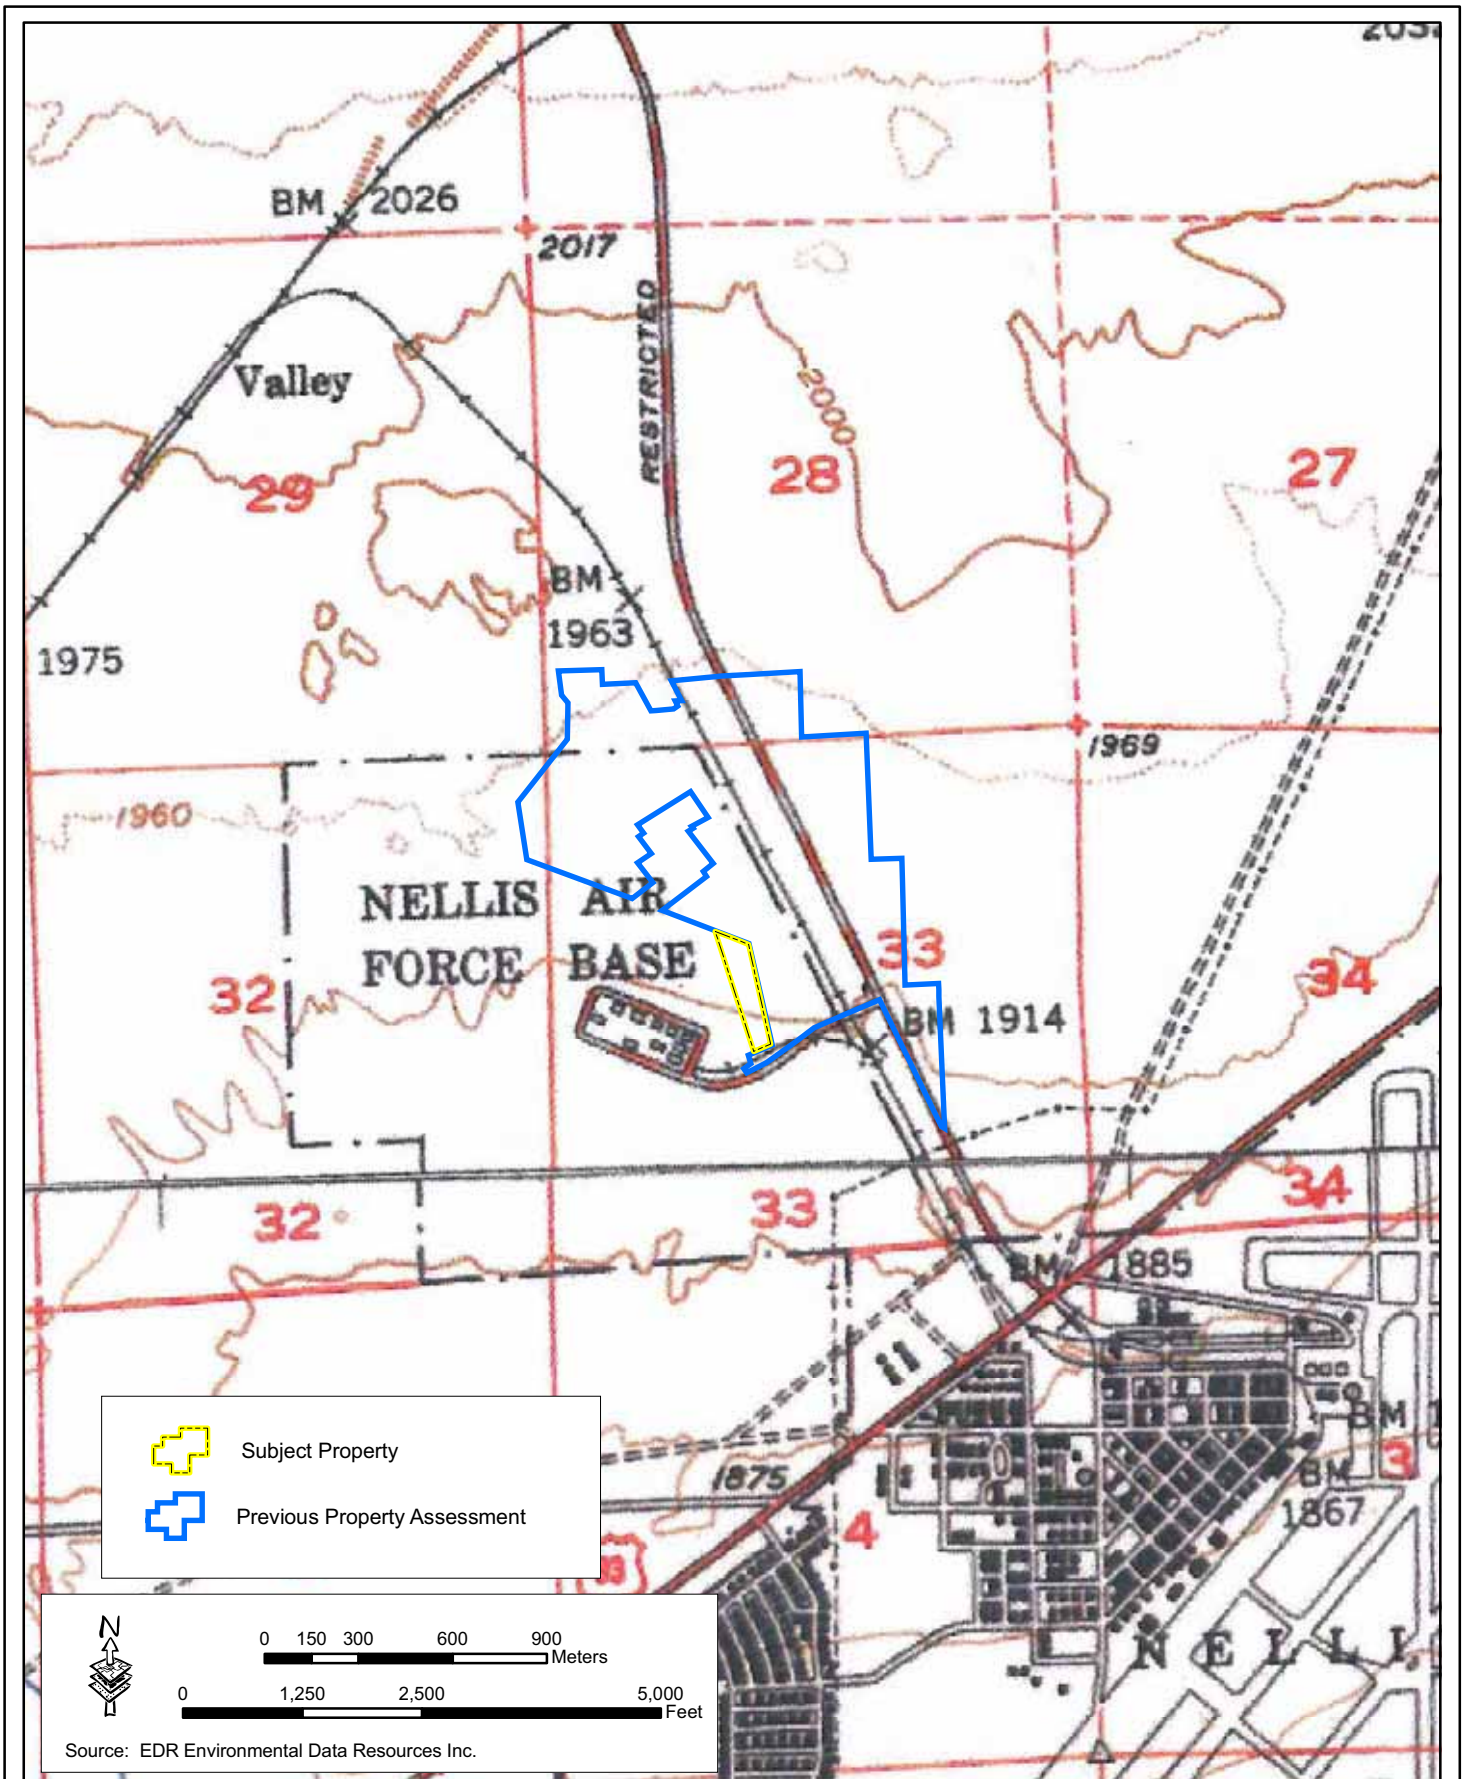 BM 2026
2017
RESTRICTED
Valley
2000
29
28
27
BM
1963
1975
1969
1960
NELLIS AIR
FORCE BASE
33
32
34
BM 1914
32
33
34
BM 1885
1875
BM
3
BM
1867
4
NELLI
Subject Property
Previous Property Assessment
N
0 150 300 600 900
Meters
0 1,250 2,500 5,000
Feet
Source: EDR Environmental Data Resources Inc.